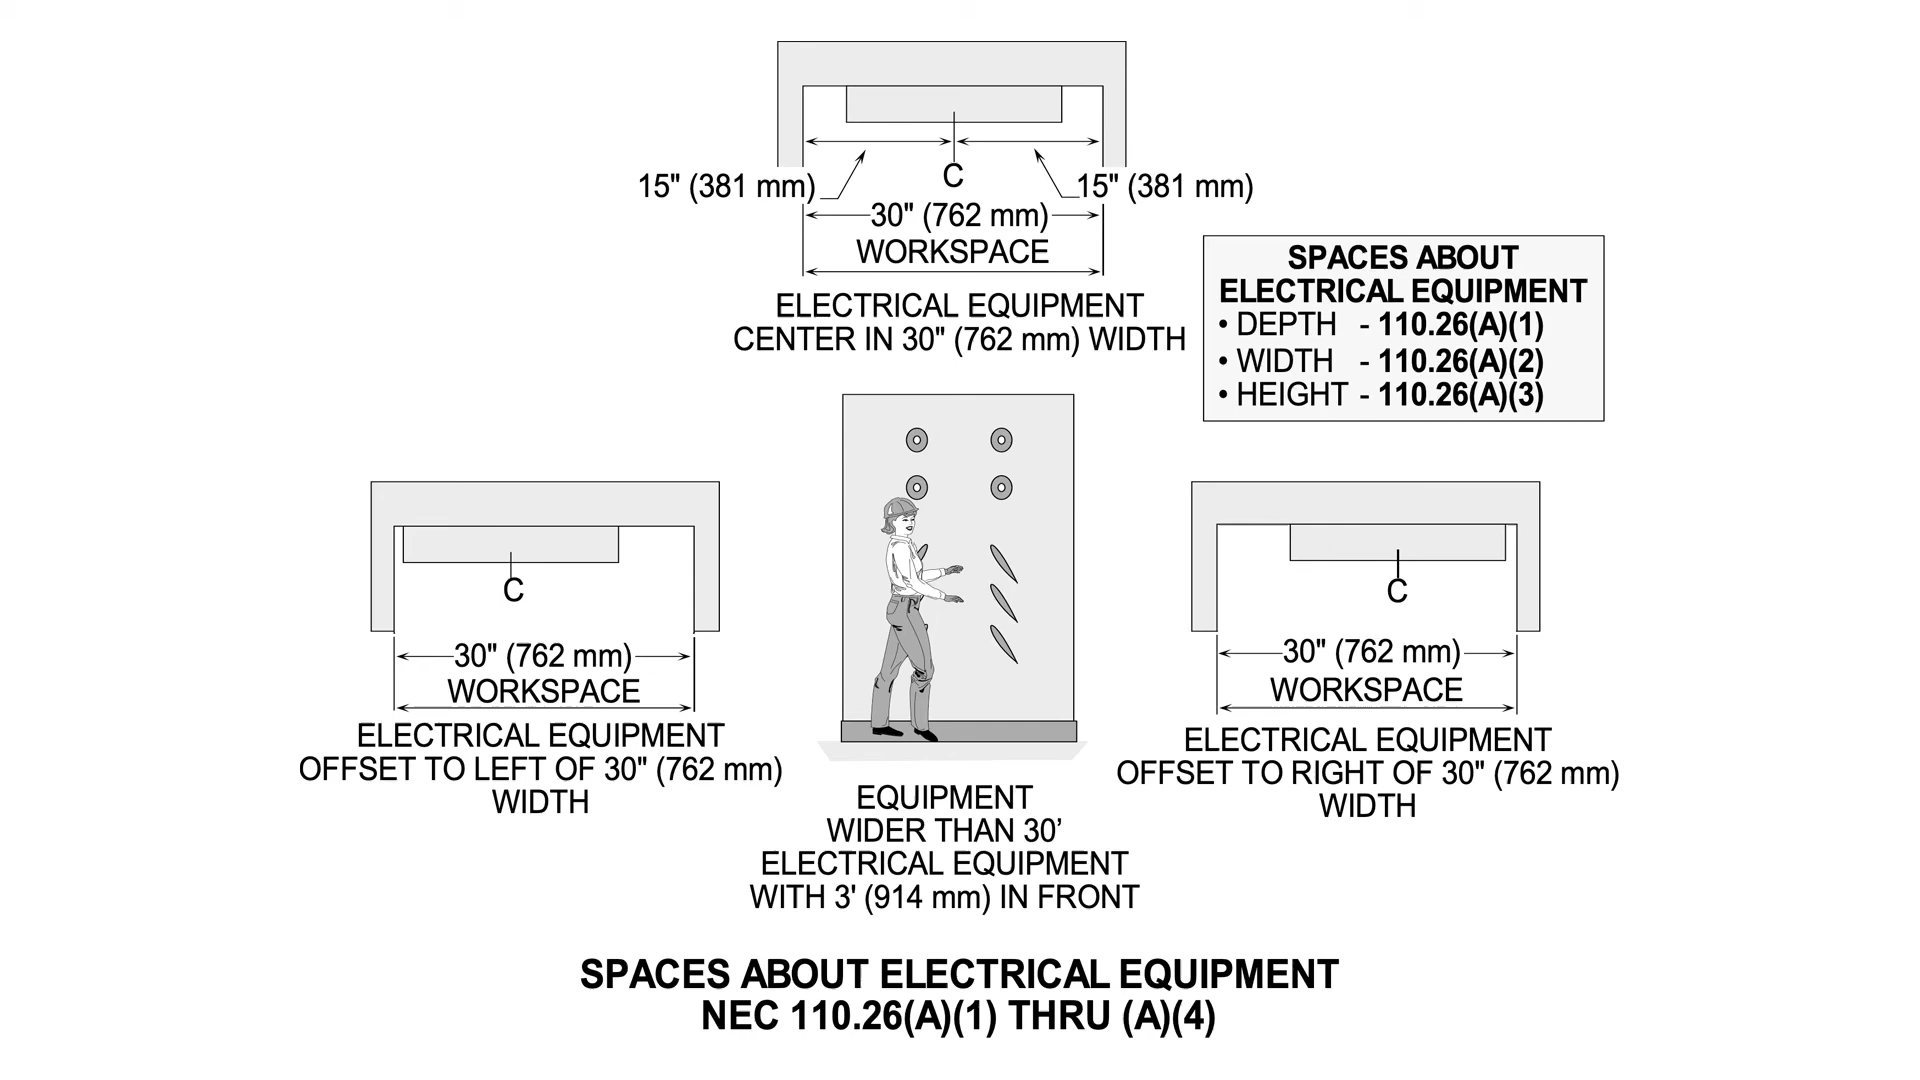 15" (381 mm)
C
15" (381 mm)
30" (762 mm)
WORKSPACE
ELECTRICAL EQUIPMENT
CENTER IN 30" (762 mm) WIDTH
SPACES ABOUT
ELECTRICAL EQUIPMENT
• DEPTH - 110.26(A)(1)
• WIDTH - 110.26(A)(2)
• HEIGHT - 110.26(A)(3)
C
30" (762 mm)
WORKSPACE
ELECTRICAL EQUIPMENT
OFFSET TO LEFT OF 30" (762 mm)
WIDTH
EQUIPMENT
WIDER THAN 30’
ELECTRICAL EQUIPMENT
WITH 3' (914 mm) IN FRONT
C
30" (762 mm)
WORKSPACE
ELECTRICAL EQUIPMENT
OFFSET TO RIGHT OF 30" (762 mm)
WIDTH
SPACES ABOUT ELECTRICAL EQUIPMENT
NEC 110.26(A)(1) THRU (A)(4)